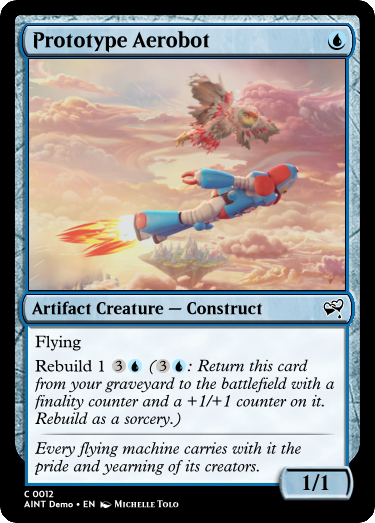 Prototype Aerobot
Artifact Creature — Construct
Flying
Rebuild 1 3 (3: Return this card
from your graveyard to the battlefield with a
finality counter and a +1/+1 counter on it.
Rebuild as a sorcery.)
Every flying machine carries with it the
pride and yearning of its creators.
1/1
C 0012
AINT Demo • EN Michelle Tolo